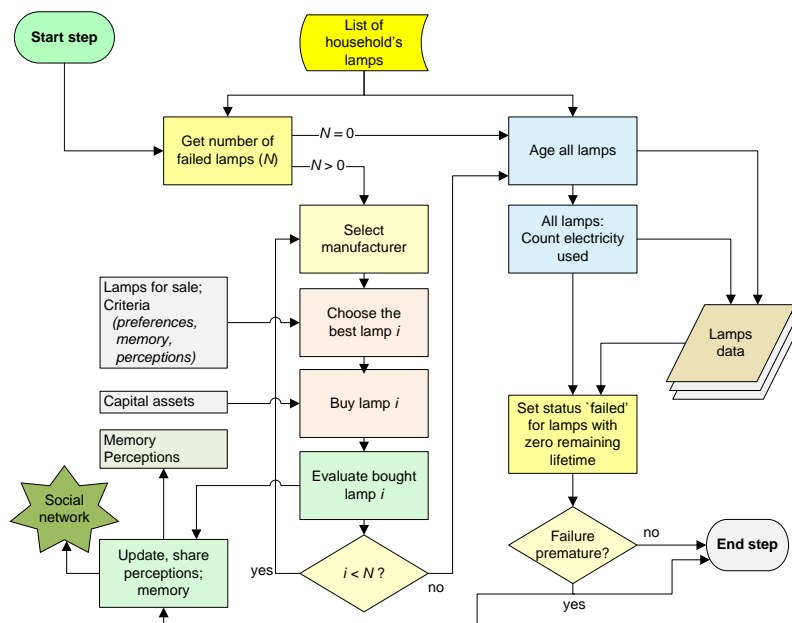 Start step
List of
household's
lamps
Get number of
failed lamps (N)
N = 0
N > 0
Age all lamps
Select
manufacturer
All lamps:
Count electricity
used
Lamps for sale;
Criteria
(preferences,
memory,
perceptions)
Choose the
best lamp i
Lamps
data
Capital assets
Buy lamp i
Set status `failed'
for lamps with
zero remaining
lifetime
Memory
Perceptions
Evaluate bought
lamp i
Social
network
Update, share
perceptions;
memory
yes
i < N ?
no
Failure
premature?
no
yes
End step